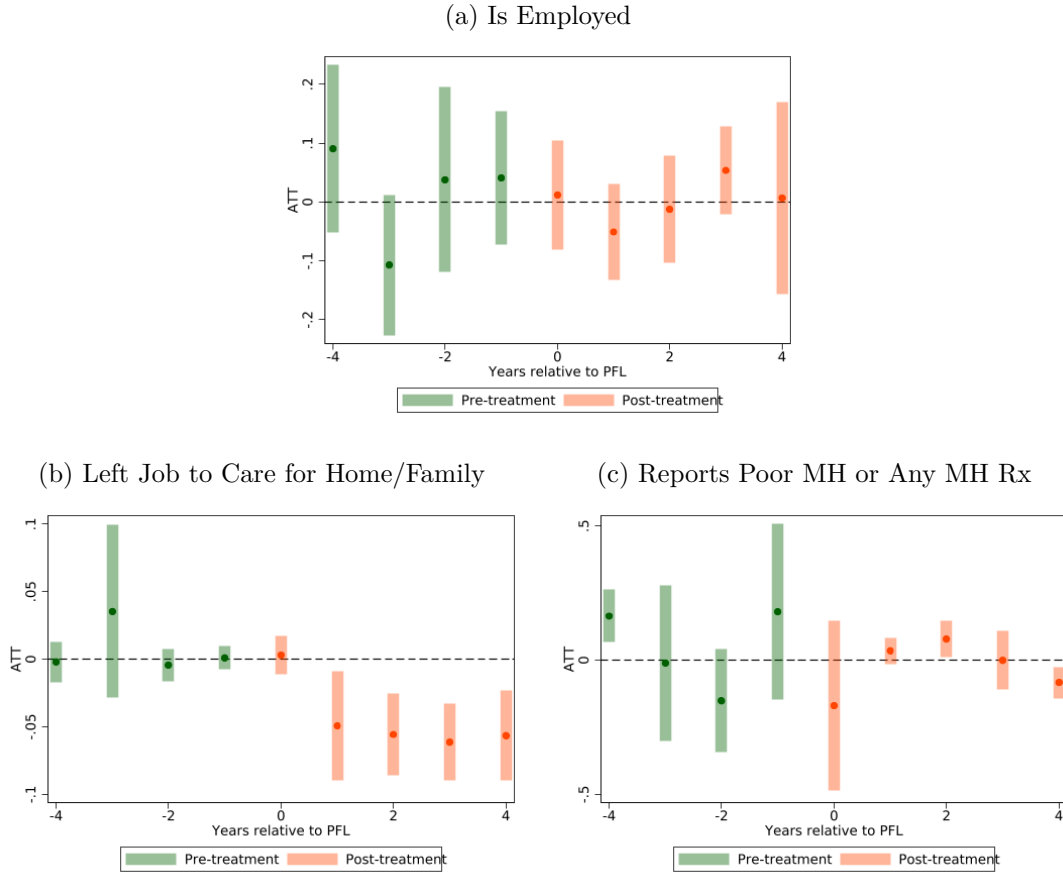 (a) Is Employed
.2
.1
0
-.1
-.2
ATT
-4 -2 0 2 4
Years relative to PFL
Pre-treatment Post-treatment
(b) Left Job to Care for Home/Family
.1
.05
0
-.05
-.1
ATT
-4 -2 0 2 4
Years relative to PFL
Pre-treatment Post-treatment
(c) Reports Poor MH or Any MH Rx
.5
0
-.5
ATT
-4 -2 0 2 4
Years relative to PFL
Pre-treatment Post-treatment